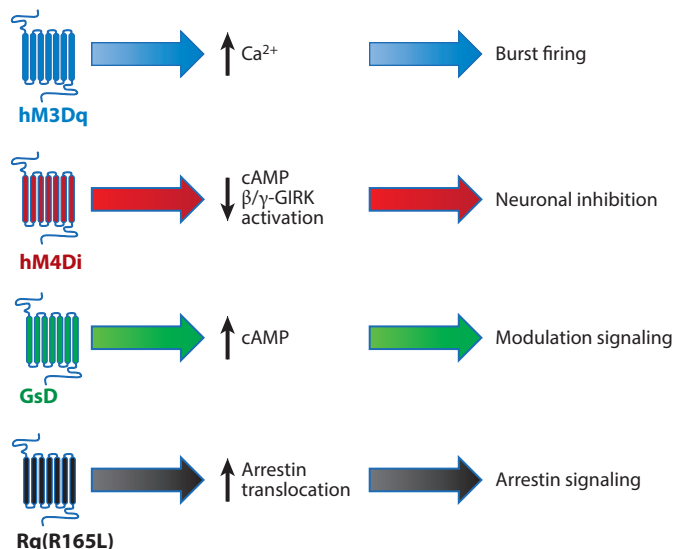 Ca²⁺
Burst firing
hM3Dq
cAMP
β/γ-GIRK
activation
Neuronal inhibition
hM4Di
cAMP
Modulation signaling
GsD
Arrestin
translocation
Arrestin signaling
Rq(R165L)